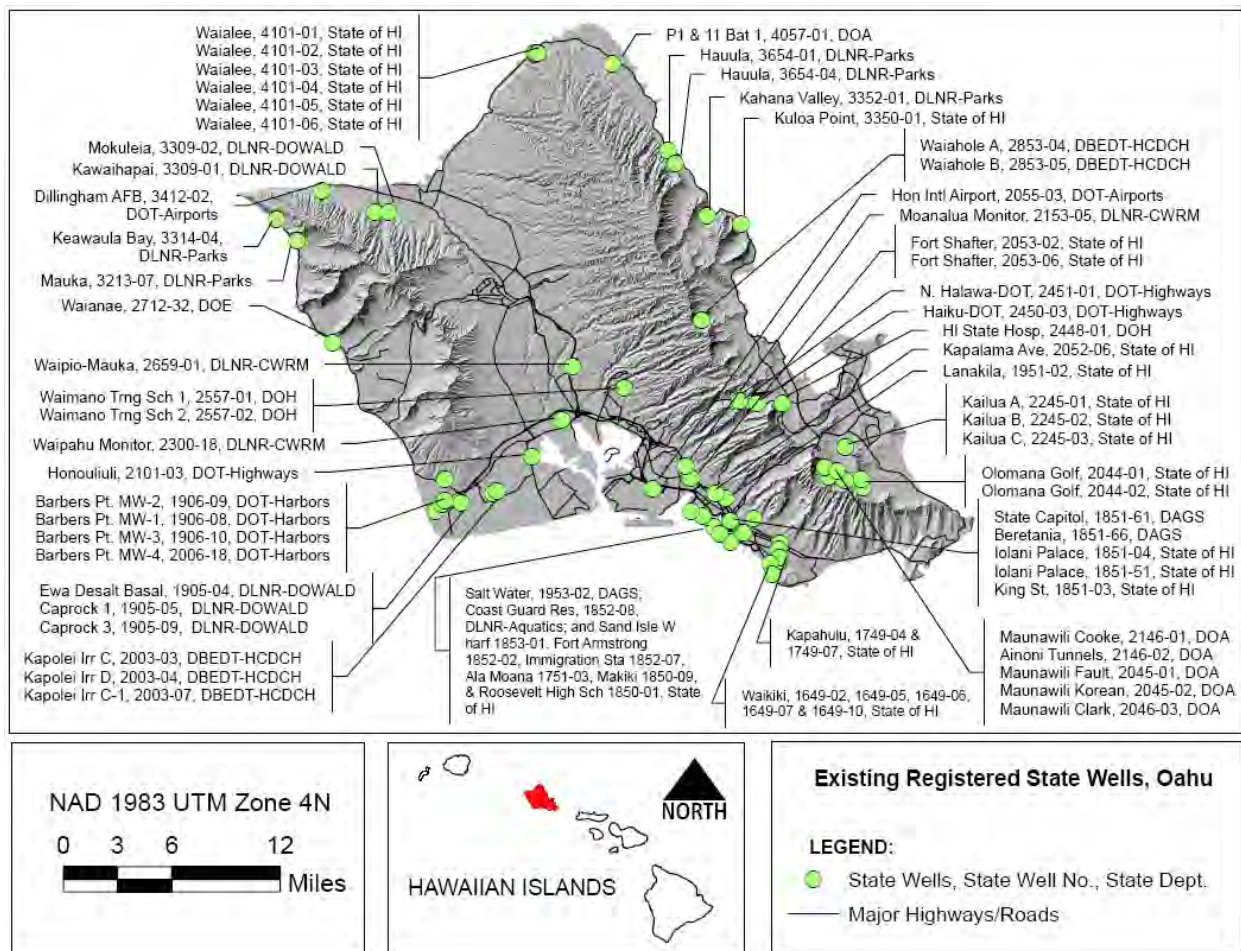 Waialee, 4101-01, State of HI
Waialee, 4101-02, State of HI
Waialee, 4101-03, State of HI
Waialee, 4101-04, State of HI
Waialee, 4101-05, State of HI
Waialee, 4101-06, State of HI
Mokuleia, 3309-02, DLNR-DOWALD
Kawaihapai, 3309-01, DLNR-DOWALD
Dillingham AFB, 3412-02,
DOT-Airports
Keawaula Bay, 3314-04,
DLNR-Parks
Mauka, 3213-07, DLNR-Parks
Waianae, 2712-32, DOE
Waipio-Mauka, 2659-01, DLNR-CWRM
Waimano Trng Sch 1, 2557-01, DOH
Waimano Trng Sch 2, 2557-02, DOH
Waipahu Monitor, 2300-18, DLNR-CWRM
Honouliuli, 2101-03, DOT-Highways
Barbers Pt. MW-2, 1906-09, DOT-Harbors
Barbers Pt. MW-1, 1906-08, DOT-Harbors
Barbers Pt. MW-3, 1906-10, DOT-Harbors
Barbers Pt. MW-4, 2006-18, DOT-Harbors
Ewa Desalt Basal, 1905-04, DLNR-DOWALD
Caprock 1, 1905-05, DLNR-DOWALD
Caprock 3, 1905-09, DLNR-DOWALD
Kapolei Irr C, 2003-03, DBEDT-HCDCH
Kapolei Irr D, 2003-04, DBEDT-HCDCH
Kapolei Irr C-1, 2003-07, DBEDT-HCDCH
P1 & 11 Bat 1, 4057-01, DOA
Hauula, 3654-01, DLNR-Parks
Hauula, 3654-04, DLNR-Parks
Kahana Valley, 3352-01, DLNR-Parks
Kuloa Point, 3350-01, State of HI
Waiahole A, 2853-04, DBEDT-HCDCH
Waiahole B, 2853-05, DBEDT-HCDCH
Hon Intl Airport, 2055-03, DOT-Airports
Moanalua Monitor, 2153-05, DLNR-CWRM
Fort Shafter, 2053-02, State of HI
Fort Shafter, 2053-06, State of HI
N. Halawa-DOT, 2451-01, DOT-Highways
Haiku-DOT, 2450-03, DOT-Highways
HI State Hosp, 2448-01, DOH
Kapalama Ave, 2052-06, State of HI
Lanakila, 1951-02, State of HI
Kailua A, 2245-01, State of HI
Kailua B, 2245-02, State of HI
Kailua C, 2245-03, State of HI
Olomana Golf, 2044-01, State of HI
Olomana Golf, 2044-02, State of HI
State Capitol, 1851-61, DAGS
Beretania, 1851-66, DAGS
Iolani Palace, 1851-04, State of HI
Iolani Palace, 1851-51, State of HI
King St. 1851-03, State of HI
Maunawili Cooke, 2146-01, DOA
Ainoni Tunnels, 2146-02, DOA
Maunawili Fault, 2045-01, DOA
Maunawili Korean, 2045-02, DOA
Maunawili Clark, 2046-03, DOA
Salt Water, 1953-02, DAGS;
Coast Guard Res, 1852-08,
DLNR-Aquatics; and Sand Isle W
harf 1853-01, Fort Armstrong
1852-02, Immigration Sta 1852-07,
Ala Moana 1751-03, Makiki 1850-09,
& Roosevelt High Sch 1850-01, State
of HI
Kapahulu, 1749-04 &
1749-07, State of HI
Waikiki, 1649-02, 1649-05, 1649-06,
1649-07 & 1649-10, State of HI
NAD 1983 UTM Zone 4N
0 3 6 12
Miles
NORTH
HAWAIIAN ISLANDS
Existing Registered State Wells, Oahu
LEGEND:
State Wells, State Well No., State Dept.
Major Highways/Roads